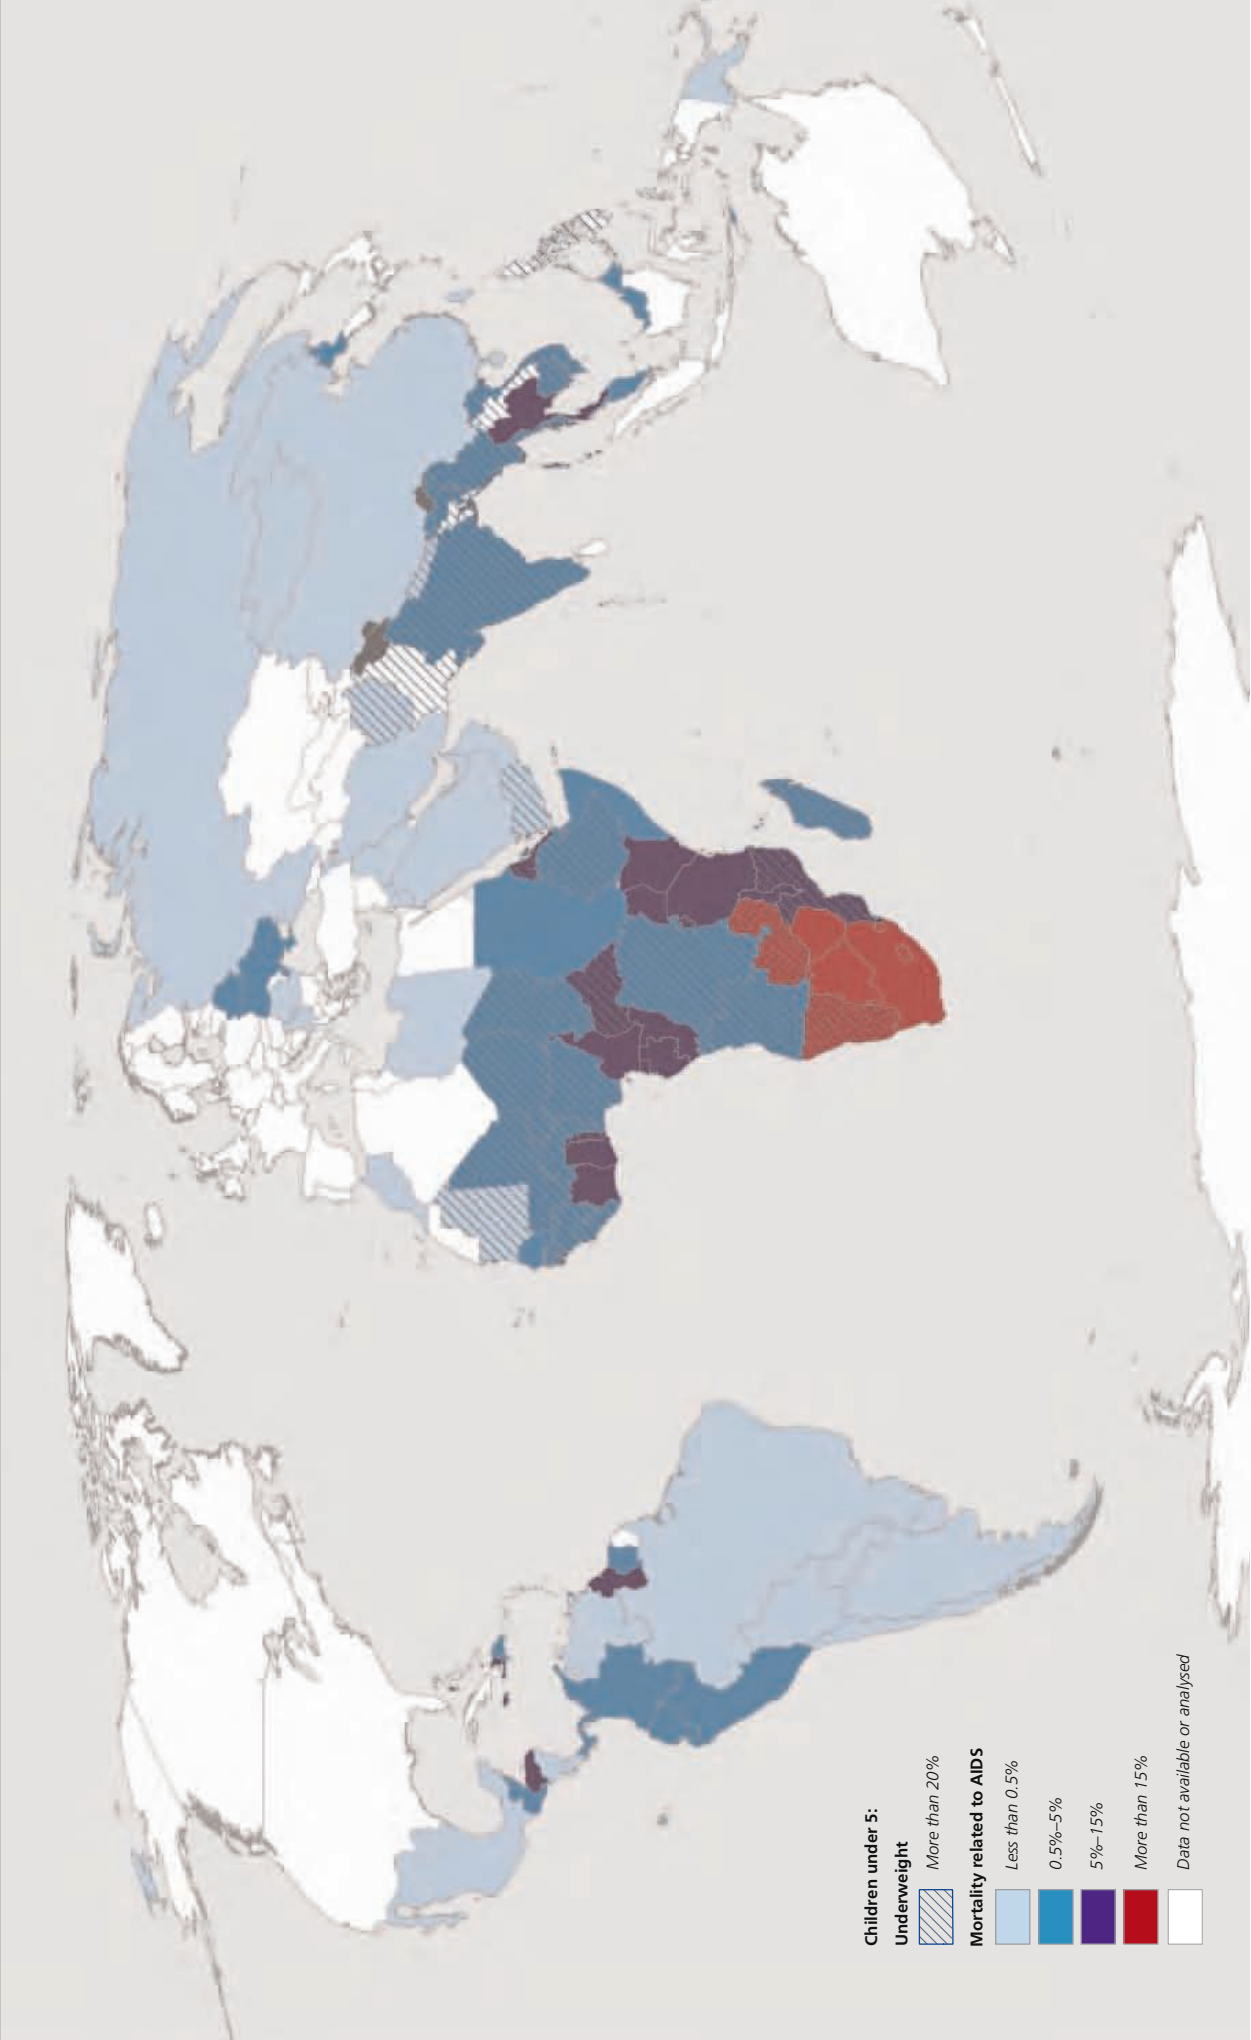 Children under 5:
Underweight
More than 20%
Mortality related to AIDS
Less than 0.5%
0.5%–5%
5%–15%
More than 15%
Data not available or analysed